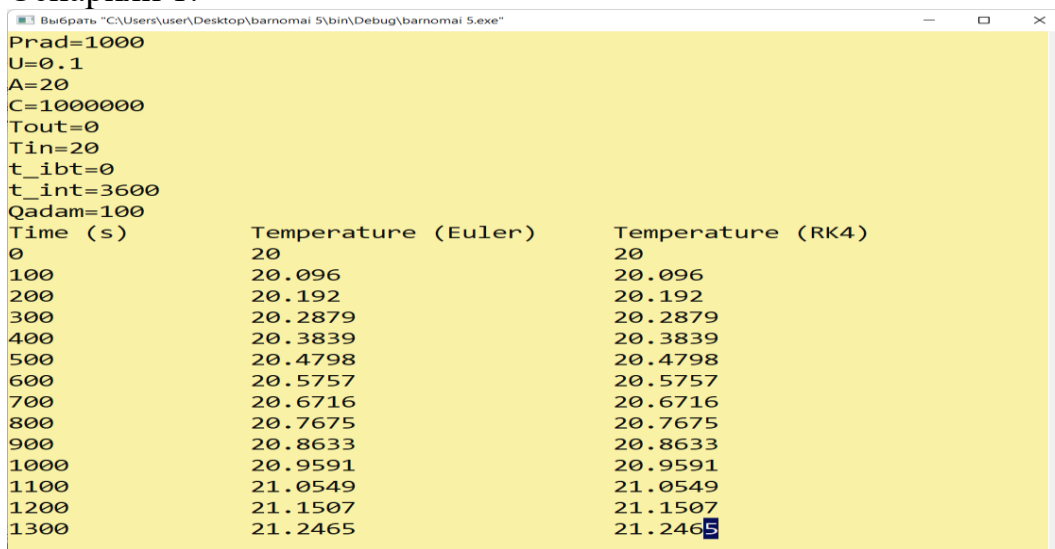 Выбрать "C:\Users\user\Desktop\barnomai 5\bin\Debug\barnomai 5.exe"
Prad=1000
U=0.1
A=20
C=1000000
Tout=0
Tin=20
t_ibt=0
t_int=3600
Qadam=100
Time (s) Temperature (Euler) Temperature (RK4)
0 20 20
100 20.096 20.096
200 20.192 20.192
300 20.2879 20.2879
400 20.3839 20.3839
500 20.4798 20.4798
600 20.5757 20.5757
700 20.6716 20.6716
800 20.7675 20.7675
900 20.8633 20.8633
1000 20.9591 20.9591
1100 21.0549 21.0549
1200 21.1507 21.1507
1300 21.2465 21.2465